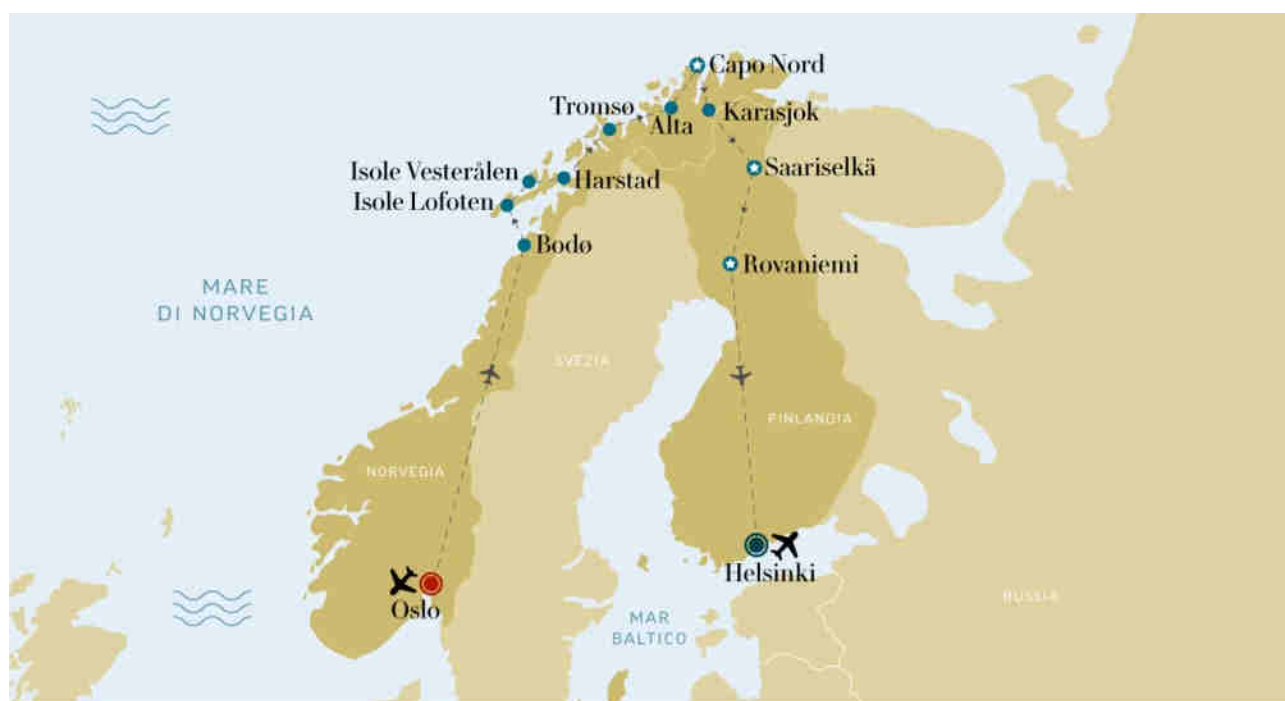 Capo Nord
Tromsø
Alta
Karasjok
Isole Vesterålen
Harstad
Saariselkä
Isole Lofoten
Bodø
Rovaniemi
MARE
DI NORVEGIA
SVEZIA
FINLANDIA
NORVEGIA
Helsinki
Oslo
RUSSIA
MAR
BALTICO